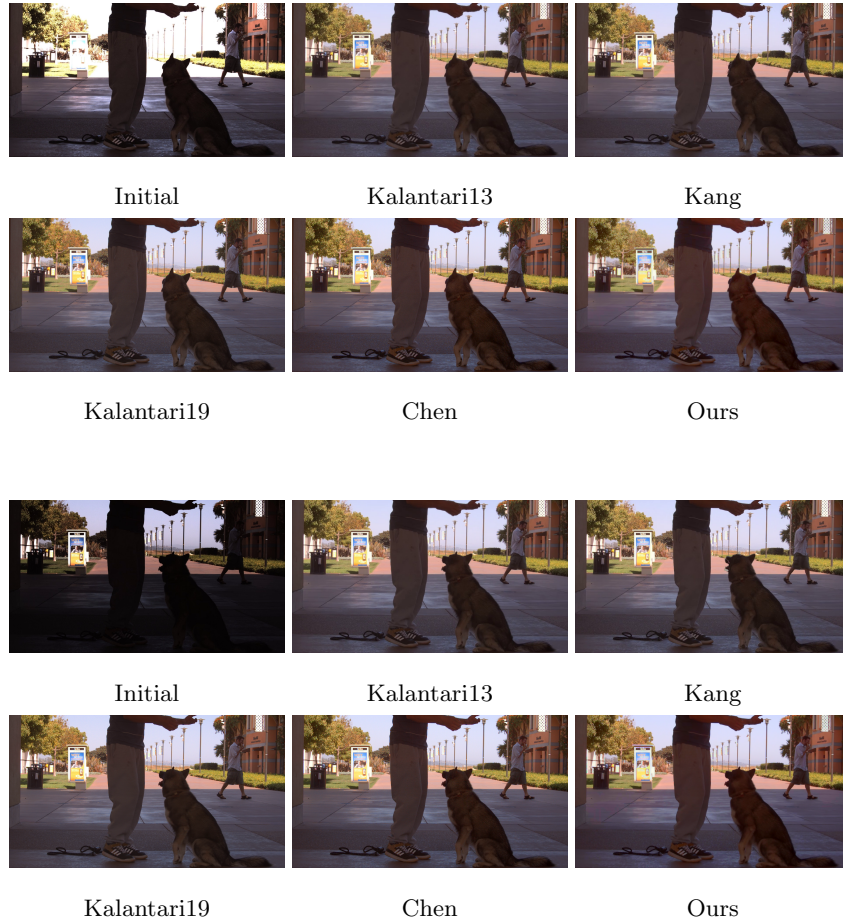 Initial
Kalantari13
Kang
Kalantari19
Chen
Ours
Initial
Kalantari13
Kang
Kalantari19
Chen
Ours